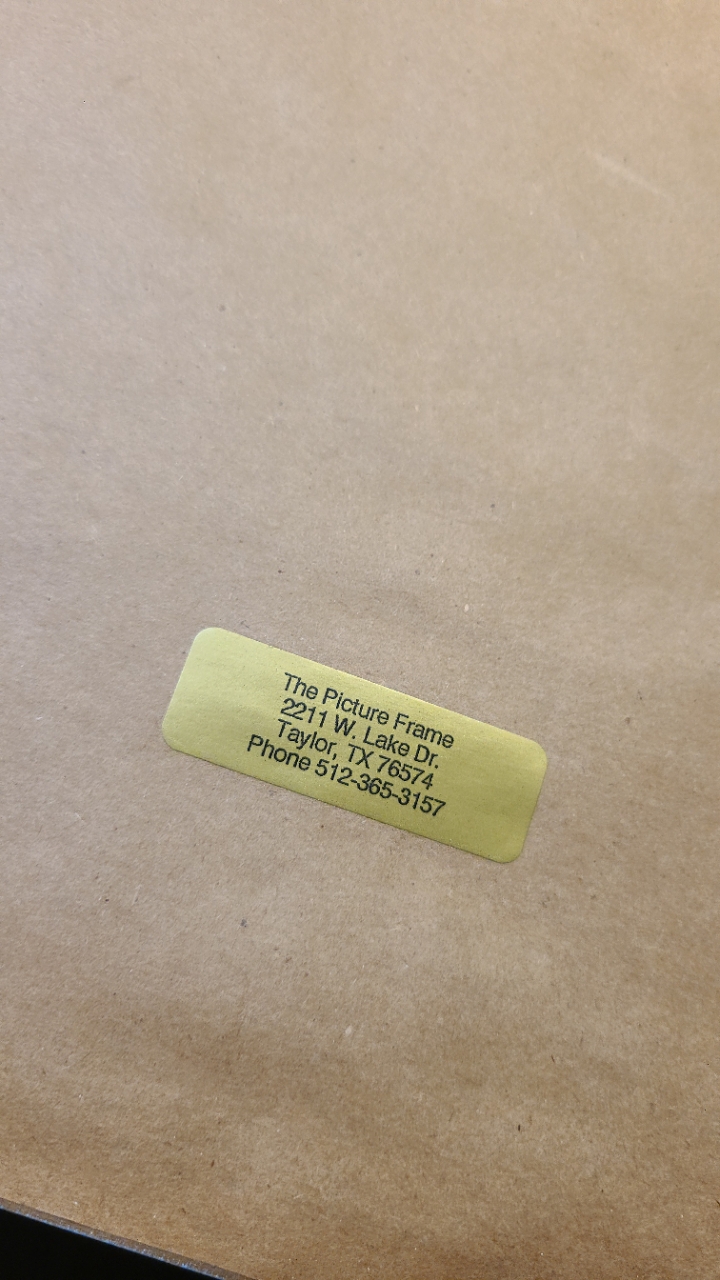 The Picture Frame
2211 W. Lake Dr.
Taylor, TX 76574
Phone 512-365-3157